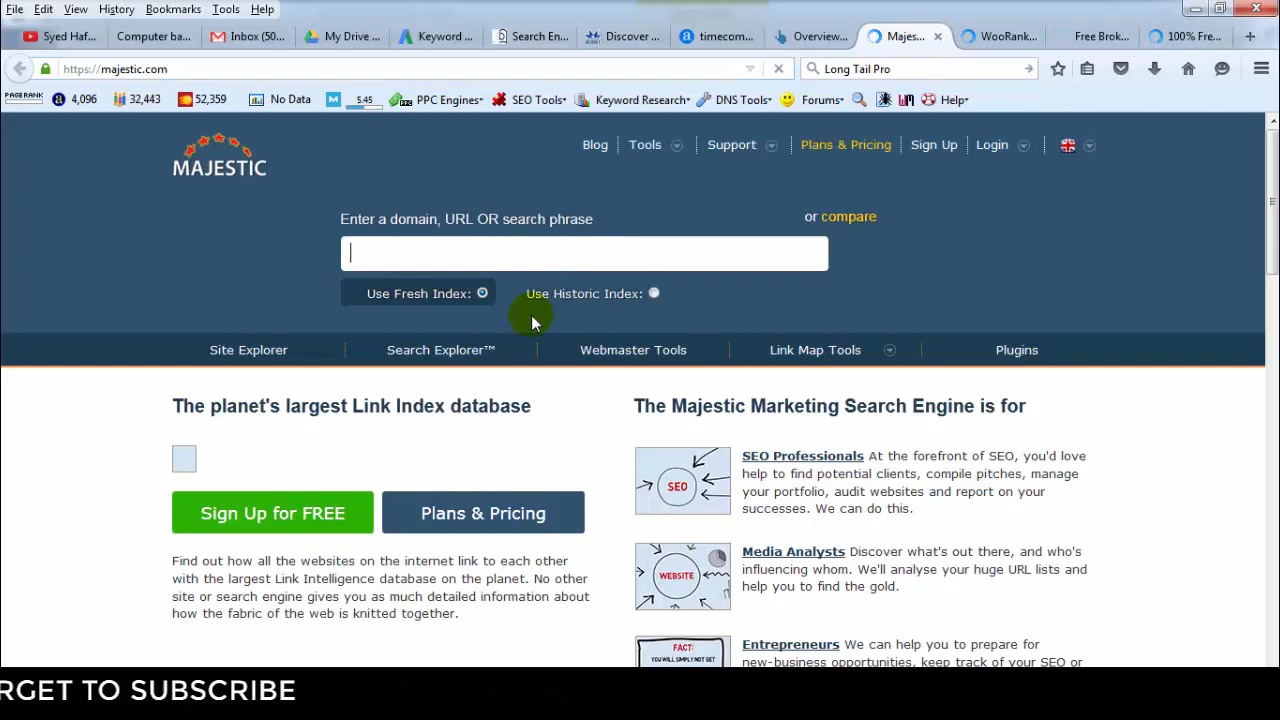 File Edit View History Bookmarks Tools Help
Syed Haf... Computer ba... Inbox (50... My Drive ... Keyword ... Search En... Discover ... timecom... Overview... Majes... WooRank... Free Brok... 100% Fre...
https://majestic.com Long Tail Pro
PAGERANK 4,096 32,443 52,359 No Data 5.45 PPC Engines SEO Tools Keyword Research DNS Tools Forums Help
MAJESTIC
Blog Tools Support Plans & Pricing Sign Up Login
Enter a domain, URL OR search phrase or compare
Use Fresh Index: Use Historic Index:
Site Explorer Search Explorer™ Webmaster Tools Link Map Tools Plugins
The planet's largest Link Index database
Sign Up for FREE Plans & Pricing
Find out how all the websites on the internet link to each other
with the largest Link Intelligence database on the planet. No other
site or search engine gives you as much detailed information about
how the fabric of the web is knitted together.
The Majestic Marketing Search Engine is for
SEO
SEO Professionals At the forefront of SEO, you'd love
help to find potential clients, compile pitches, manage
your portfolio, audit websites and report on your
successes. We can do this.
WEBSITE
Media Analysts Discover what's out there, and who's
influencing whom. We'll analyse your huge URL lists and
help you to find the gold.
FACT:
YOU WILL SIMPLY NOT GET
Entrepreneurs We can help you to prepare for
new-business opportunities, keep track of your SEO or
RGET TO SUBSCRIBE